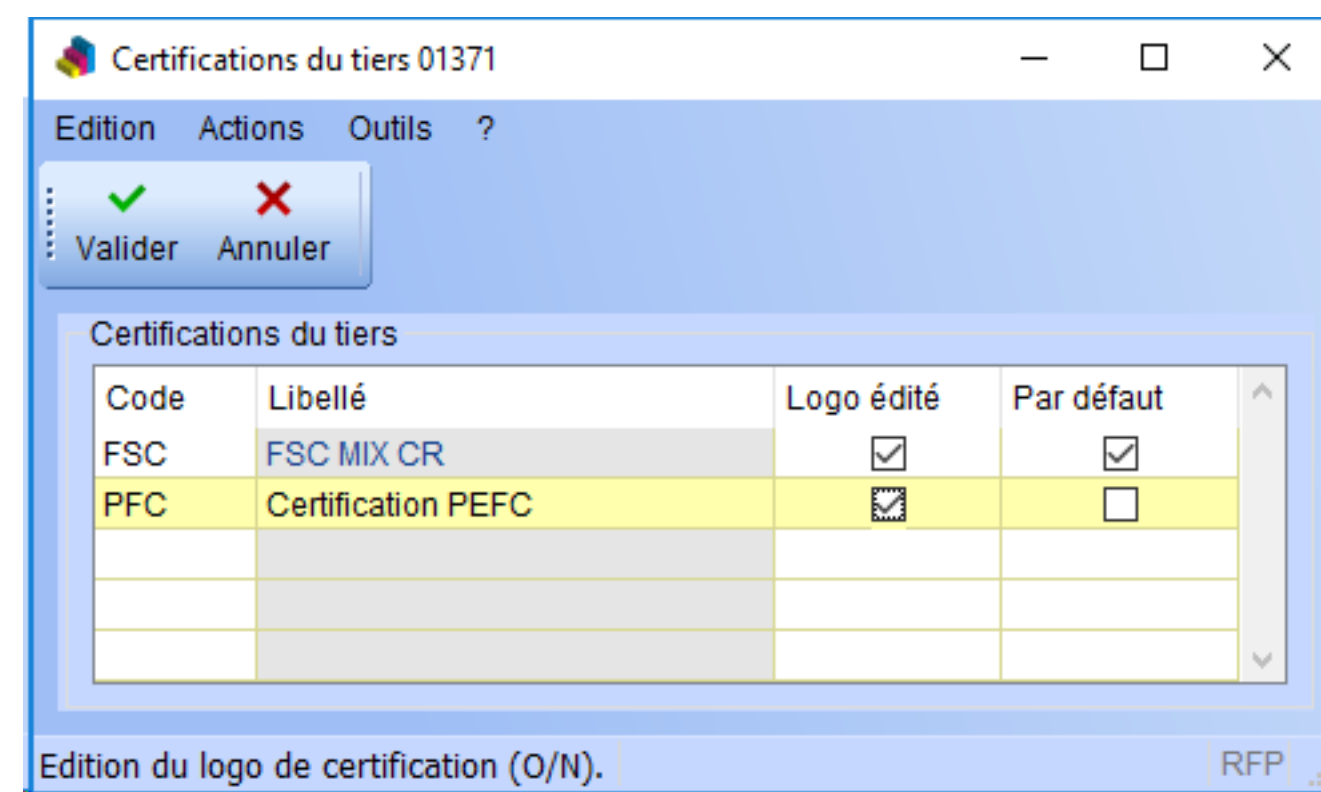 Certifications du tiers 01371
Edition Actions Outils ?
Valider Annuler
Certifications du tiers
Code Libellé Logo édité Par défaut
FSC FSC MIX CR
PFC Certification PEFC
Edition du logo de certification (O/N). RFP